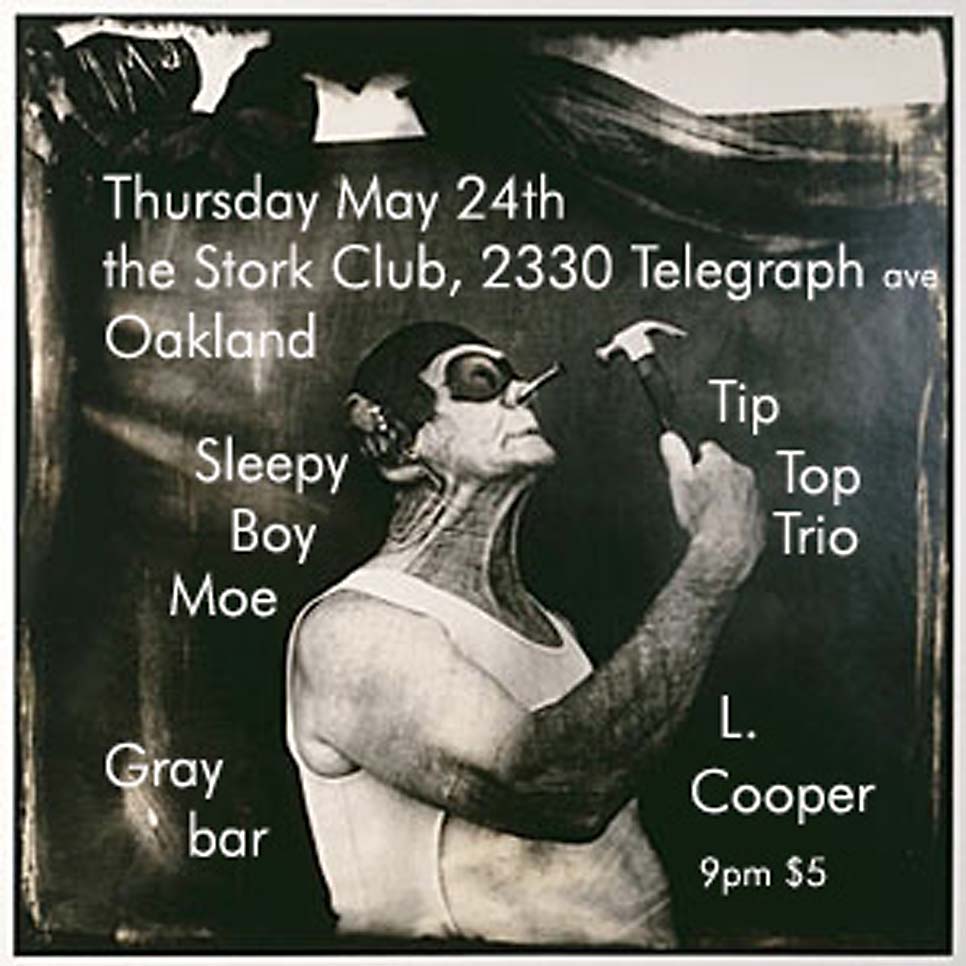 Thursday May 24th
the Stork Club, 2330 Telegraph ave
Oakland
Sleepy
Boy
Moe
Tip
Top
Trio
Gray
bar
L.
Cooper
9pm $5